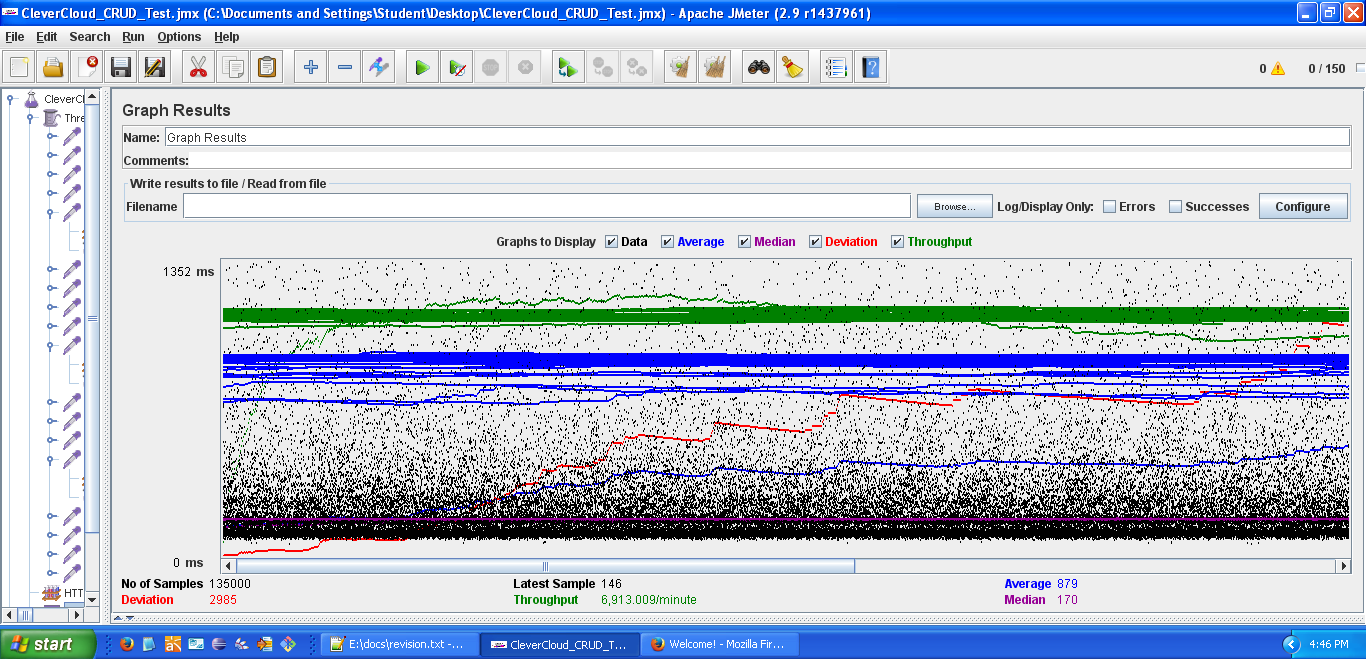 CleverCloud_CRUD_Test.jmx (C:\Documents and Settings\Student\Desktop\CleverCloud_CRUD_Test.jmx) - Apache JMeter (2.9 r1437961)
File Edit Search Run Options Help
0 0 / 150
CleverCl
Thre
HTT
Graph Results
Name: Graph Results
Comments:
Write results to file / Read from file
Filename Browse... Log/Display Only: Errors Successes Configure
Graphs to Display Data Average Median Deviation Throughput
1352 ms
0 ms
No of Samples 135000 Latest Sample 146 Average 879
Deviation 2985 Throughput 6,913.009/minute Median 170
start E:\docs\revision.txt -... CleverCloud_CRUD_T... Welcome! - Mozilla Fir... 4:46 PM